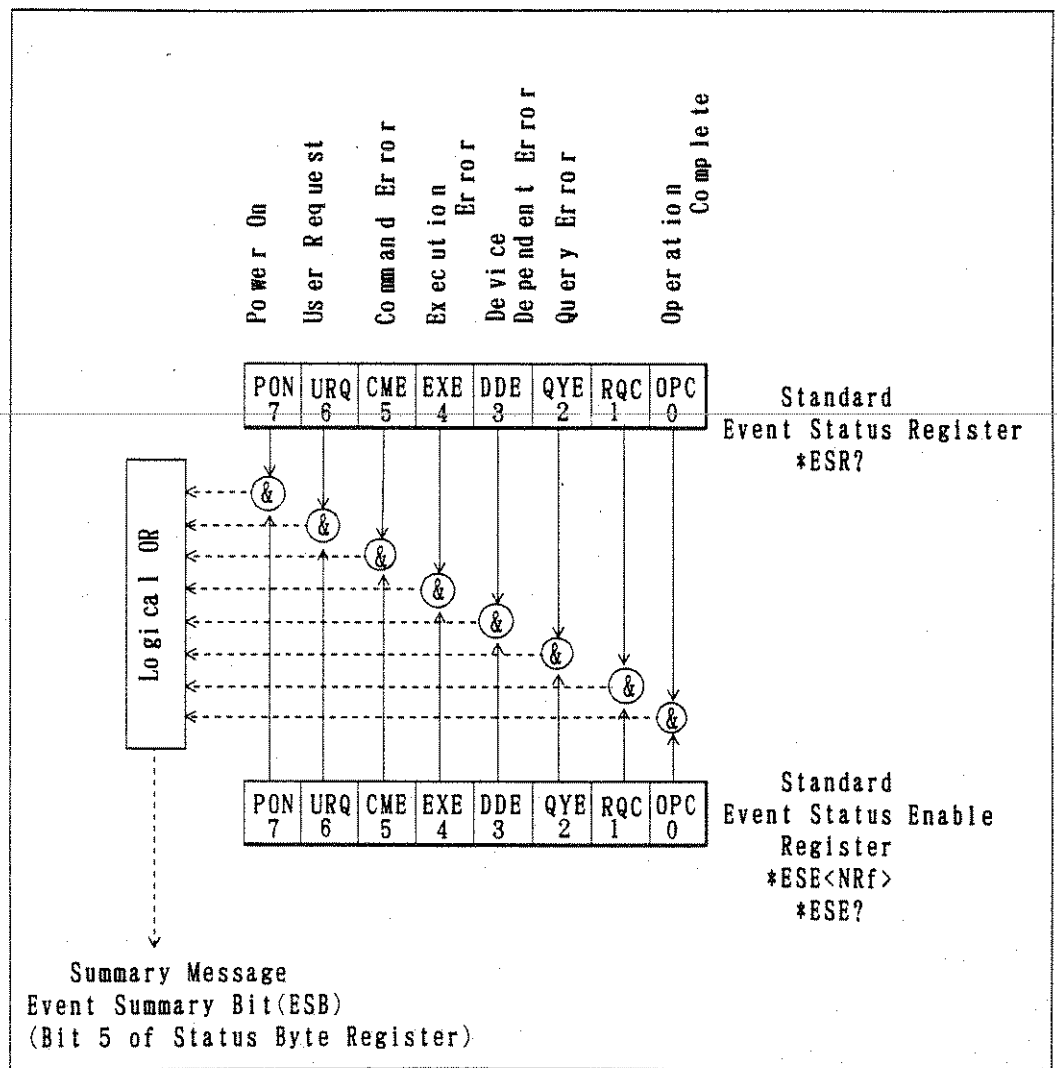 Power On
User Request
Command Error
Execution
Error
Device
Dependent Error
Query Error
Operation
Complete
PON URQ CME EXE DDE QYE RQC OPC
7 6 5 4 3 2 1 0
Standard
Event Status Register
*ESR?
Logical OR
&
&
&
&
&
&
&
&
PON URQ CME EXE DDE QYE RQC OPC
7 6 5 4 3 2 1 0
Standard
Event Status Enable
Register
*ESE<NRf>
*ESE?
Summary Message
Event Summary Bit(ESB)
(Bit 5 of Status Byte Register)